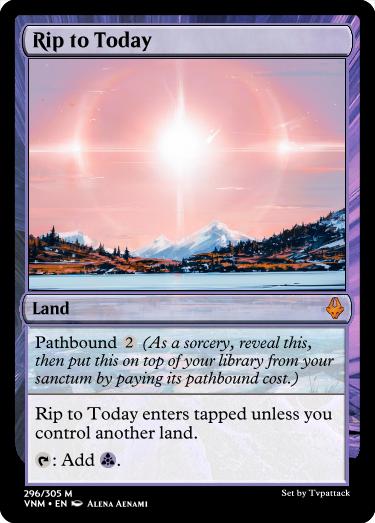 Rip to Today
Land
Pathbound 2 (As a sorcery, reveal this,
then put this on top of your library from your
sanctum by paying its pathbound cost.)
Rip to Today enters tapped unless you
control another land.
: Add .
296/305 M
VNM • EN Alena Aenami
Set by Tvpattack